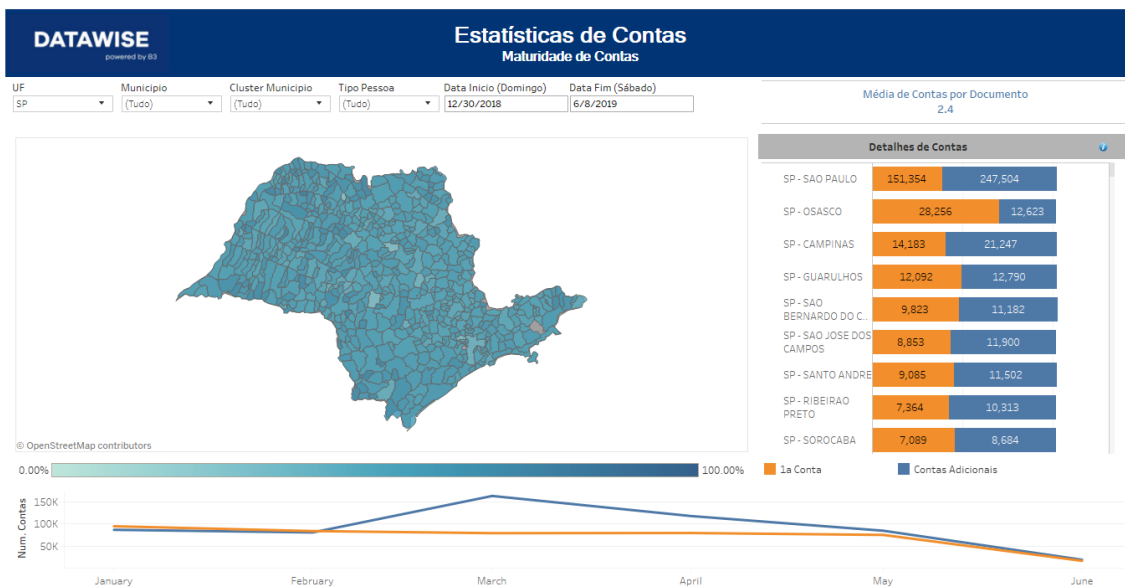 DATAWISE
powered by B3
Estatísticas de Contas
Maturidade de Contas
UF
Municipio
Cluster Municipio
Tipo Pessoa
Data Inicio (Domingo)
Data Fim (Sábado)
SP
(Tudo)
(Tudo)
(Tudo)
12/30/2018
6/8/2019
Média de Contas por Documento
2.4
Detalhes de Contas
SP - SAO PAULO 151,354 247,504
SP - OSASCO 28,256 12,623
SP - CAMPINAS 14,183 21,247
SP - GUARULHOS 12,092 12,790
SP - SAO
BERNARDO DO C.. 9,823 11,182
SP - SAO JOSE DOS
CAMPOS 8,853 11,900
SP - SANTO ANDRE 9,085 11,502
SP - RIBEIRAO
PRETO 7,364 10,313
SP - SOROCABA 7,089 8,684
© OpenStreetMap contributors
0.00% 100.00%
1a Conta
Contas Adicionais
Num. Contas
150K
100K
50K
January February March April May June